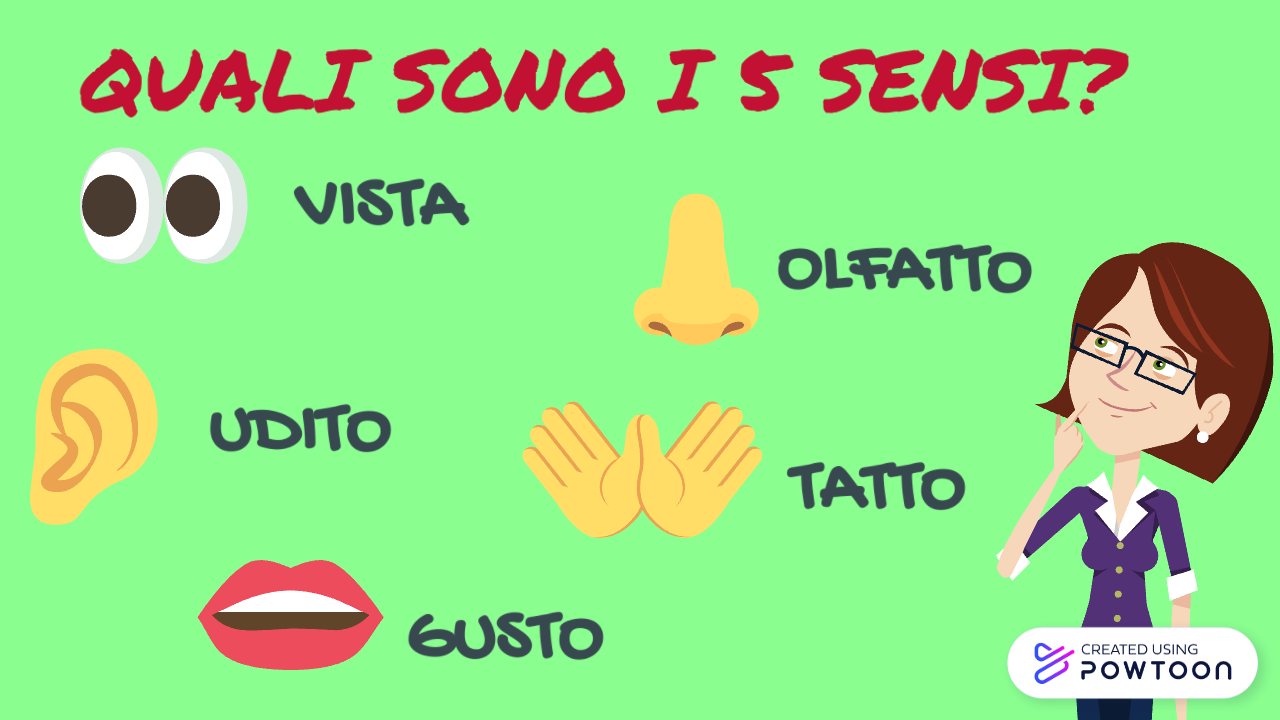 QUALI SONO I 5 SENSI?
VISTA
OLFATTO
UDITO
TATTO
GUSTO
CREATED USING
POWTOON